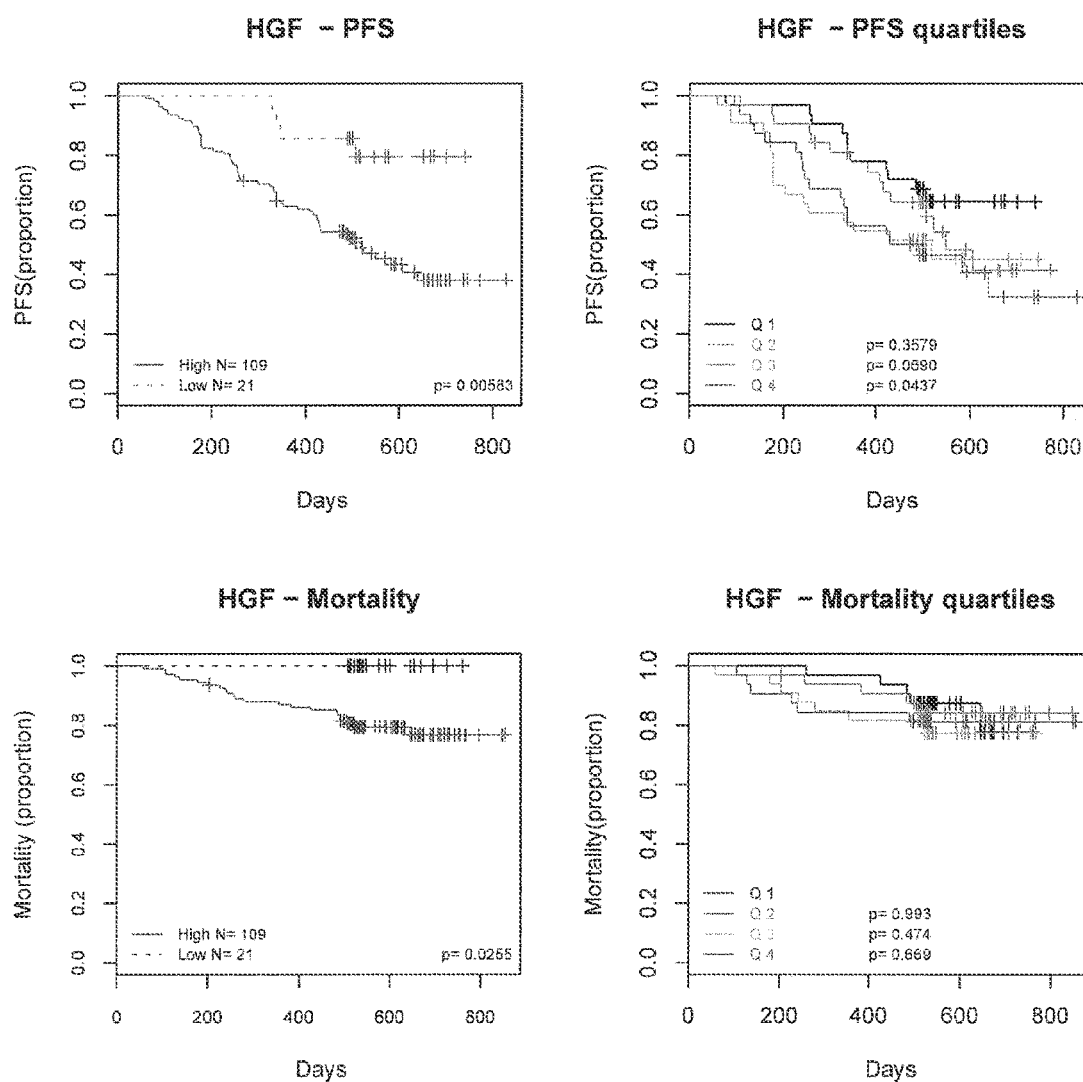 HGF – PFS
PFS(proportion)
1.0
0.8
0.6
0.4
0.2
0.0
High N= 109
Low N= 21
p= 0.00583
0
200
400
600
800
Days
HGF – PFS quartiles
PFS(proportion)
1.0
0.8
0.6
0.4
0.2
0.0
Q 1
Q 2
p= 0.3579
Q 3
p= 0.0590
Q 4
p= 0.0437
0
200
400
600
800
Days
HGF – Mortality
Mortality (proportion)
1.0
0.8
0.6
0.4
0.2
0.0
High N= 109
Low N= 21
p= 0.0255
0
200
400
600
800
Days
HGF – Mortality quartiles
Mortality(proportion)
1.0
0.8
0.6
0.4
0.2
0.0
Q 1
Q 2
p= 0.993
Q 3
p= 0.474
Q 4
p= 0.669
0
200
400
600
800
Days